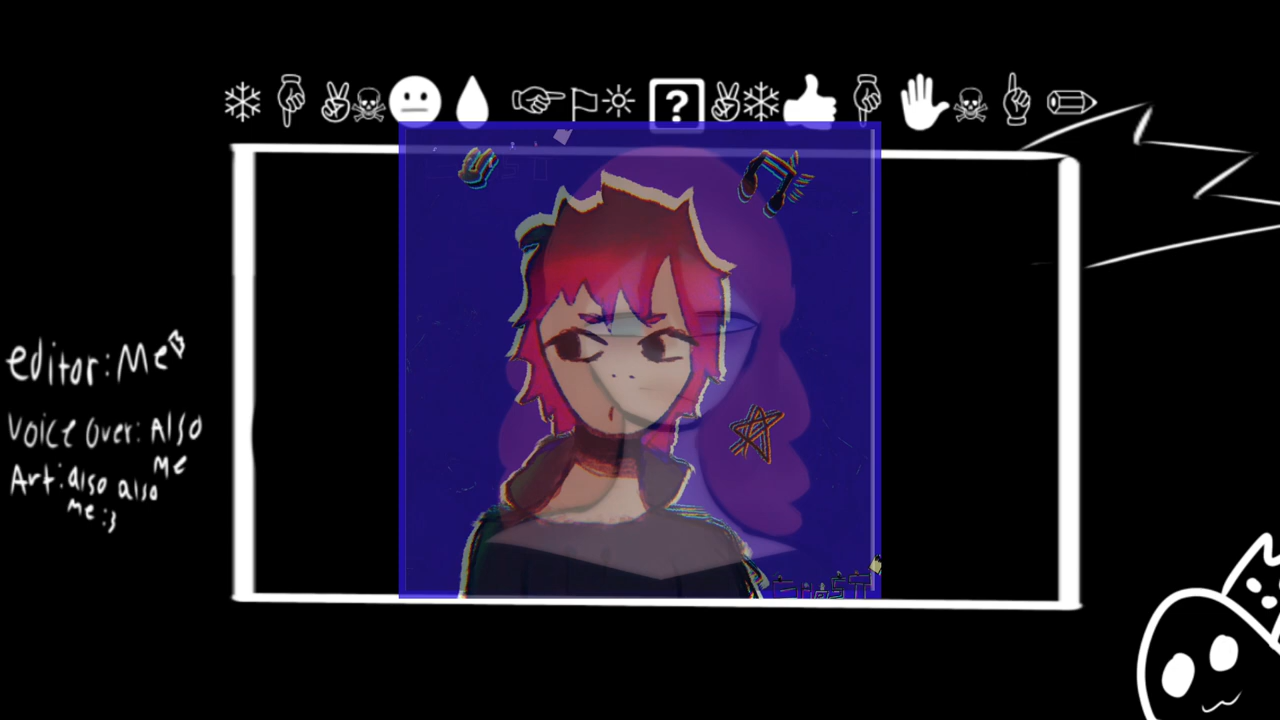 ❄☟✌☠😐💧 ☞⚐☼ ?✌❄👍☟✋☠☝✏
editor: Me
Voice Over: Also
Me
Art: also also
me :3